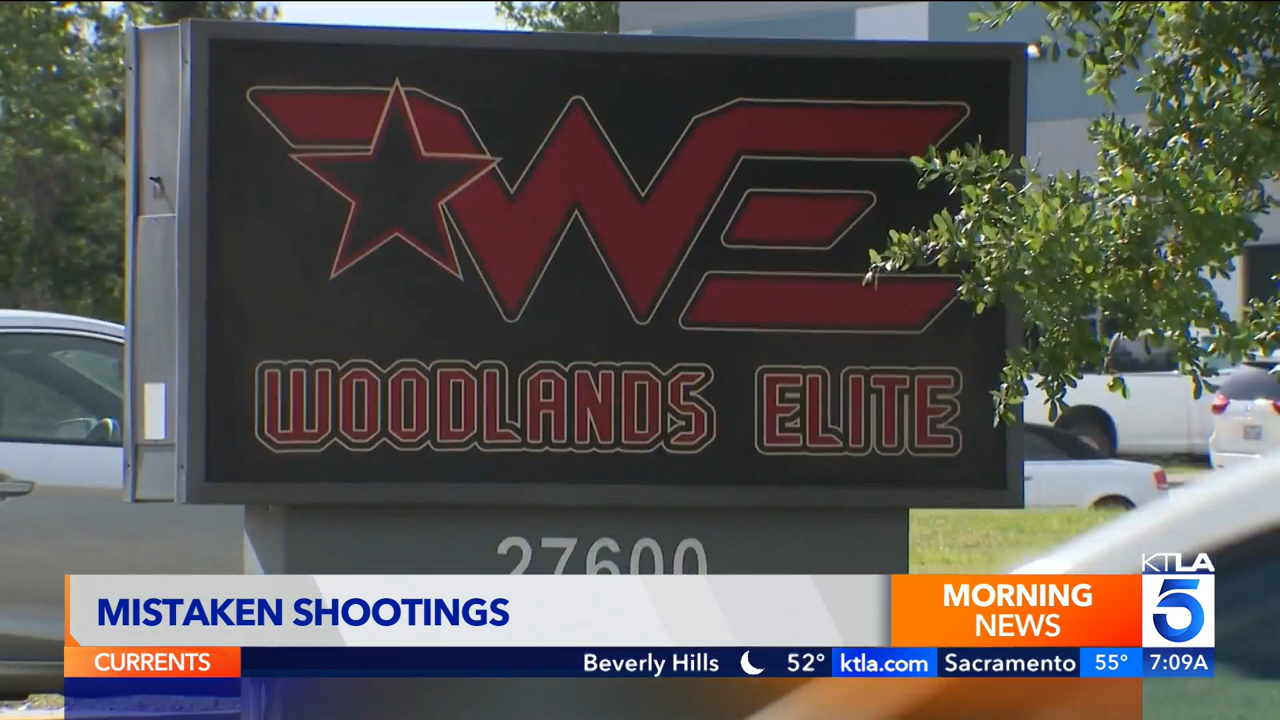 WE
WOODLANDS ELITE
27600
MISTAKEN SHOOTINGS
MORNING
NEWS
KTLA
5
CURRENTS
Beverly Hills 52° ktla.com Sacramento 55° 7:09A